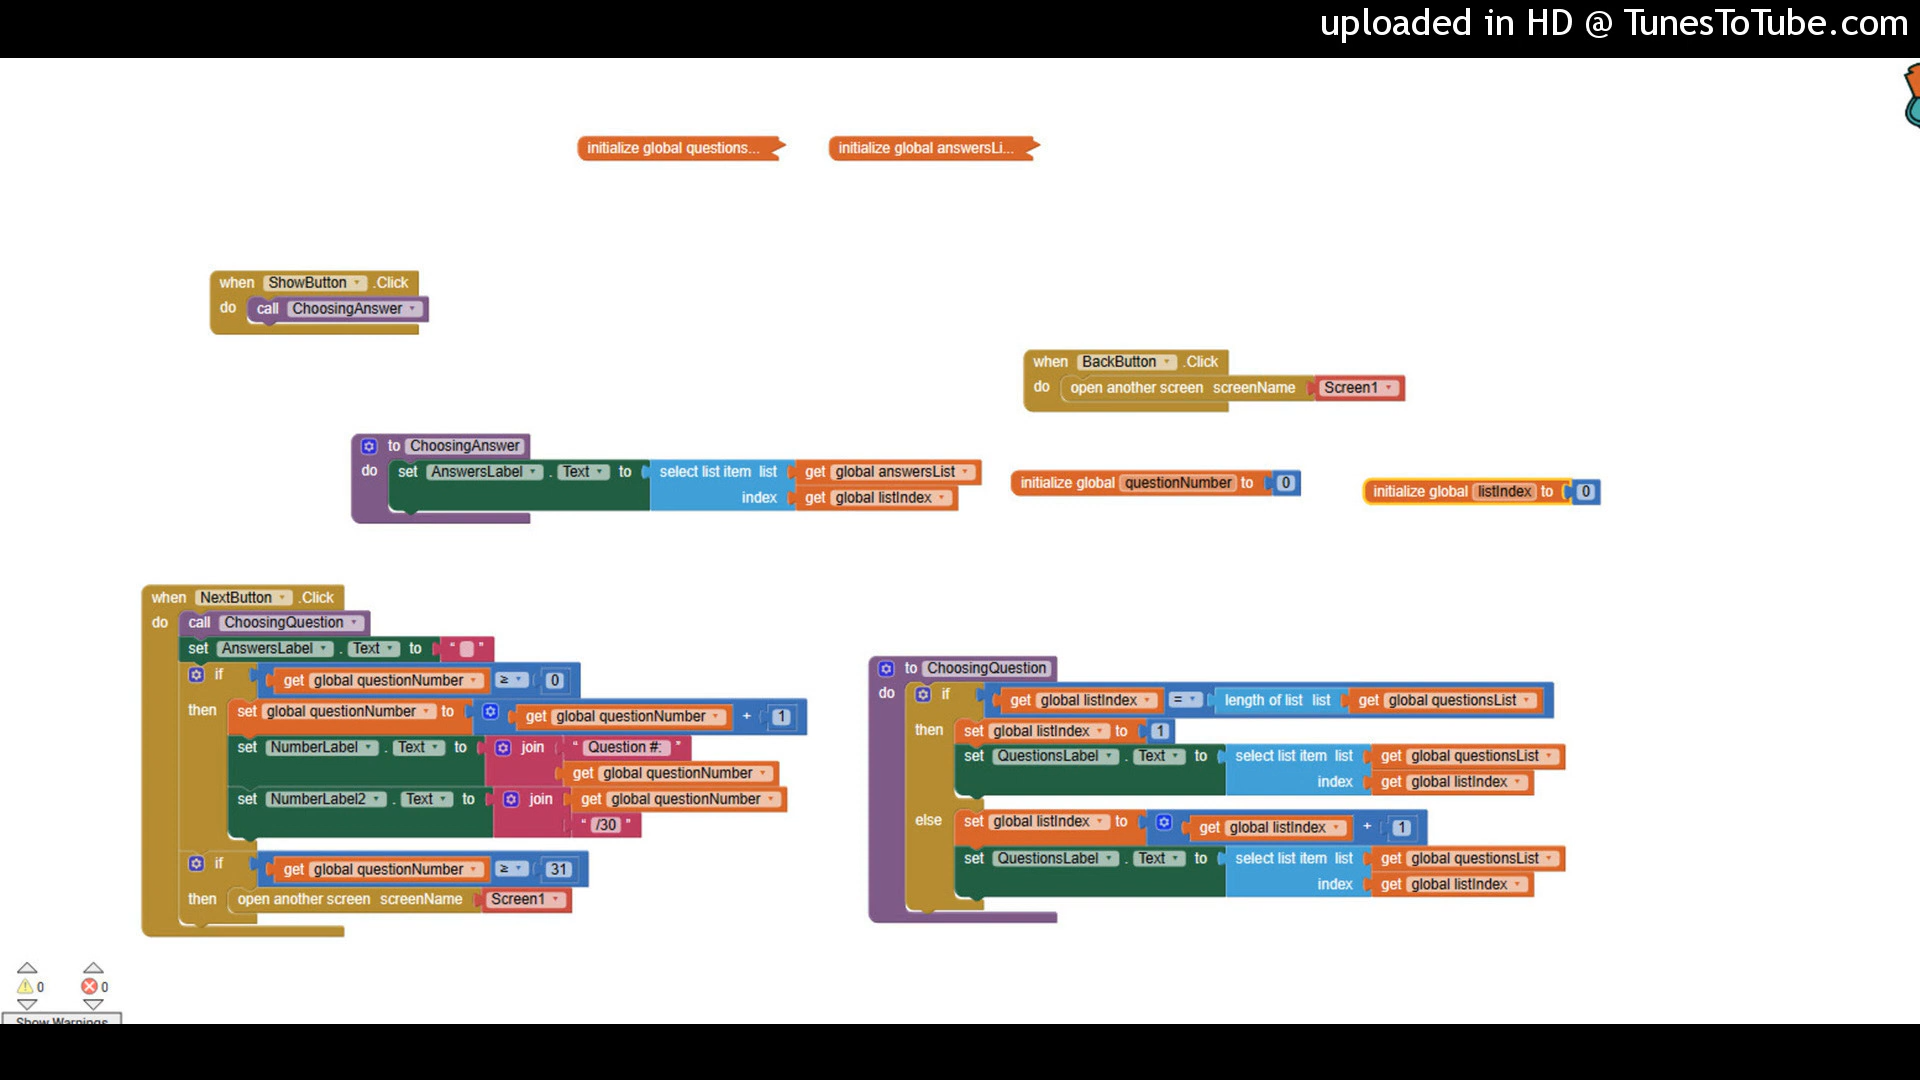 uploaded in HD @ TunesToTube.com
initialize global questions...
initialize global answersLi...
when ShowButton .Click
do call ChoosingAnswer
when BackButton .Click
do open another screen screenName Screen1
to ChoosingAnswer
do set AnswersLabel . Text to select list item list get global answersList
index get global listIndex
initialize global questionNumber to 0
initialize global listIndex to 0
when NextButton .Click
do call ChoosingQuestion
set AnswersLabel . Text to " "
if get global questionNumber ≥ 0
then set global questionNumber to get global questionNumber + 1
set NumberLabel . Text to join " Question #: "
get global questionNumber
set NumberLabel2 . Text to join get global questionNumber
" /30 "
if get global questionNumber ≥ 31
then open another screen screenName Screen1
to ChoosingQuestion
do if get global listIndex = length of list list get global questionsList
then set global listIndex to 1
set QuestionsLabel . Text to select list item list get global questionsList
index get global listIndex
else set global listIndex to get global listIndex + 1
set QuestionsLabel . Text to select list item list get global questionsList
index get global listIndex
0 0
Show Warnings